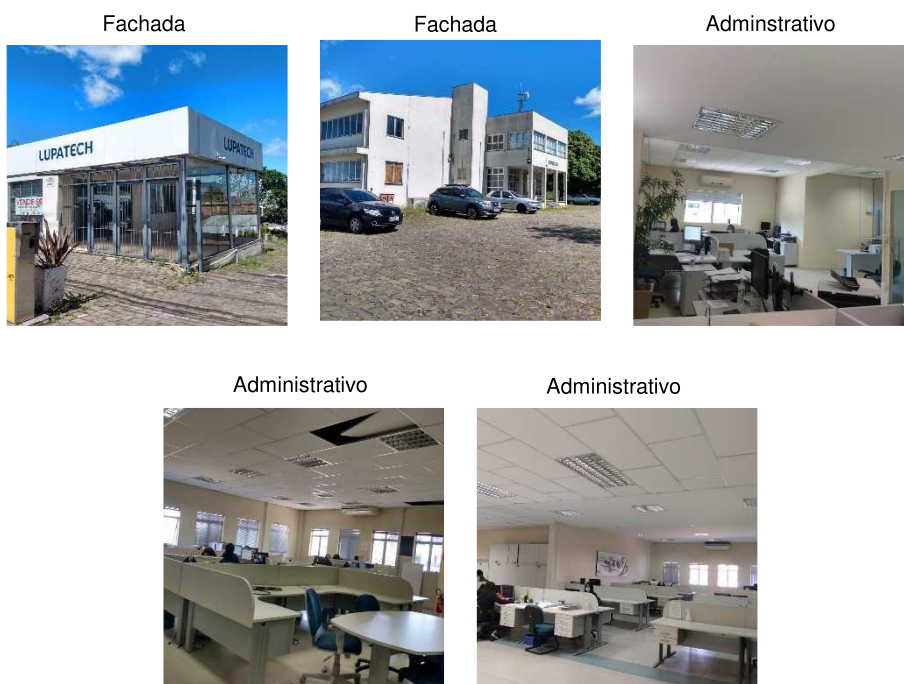 Fachada
Fachada
Adminstrativo
LUPATECH
LUPATECH
VENDE-SE
Administrativo
Administrativo